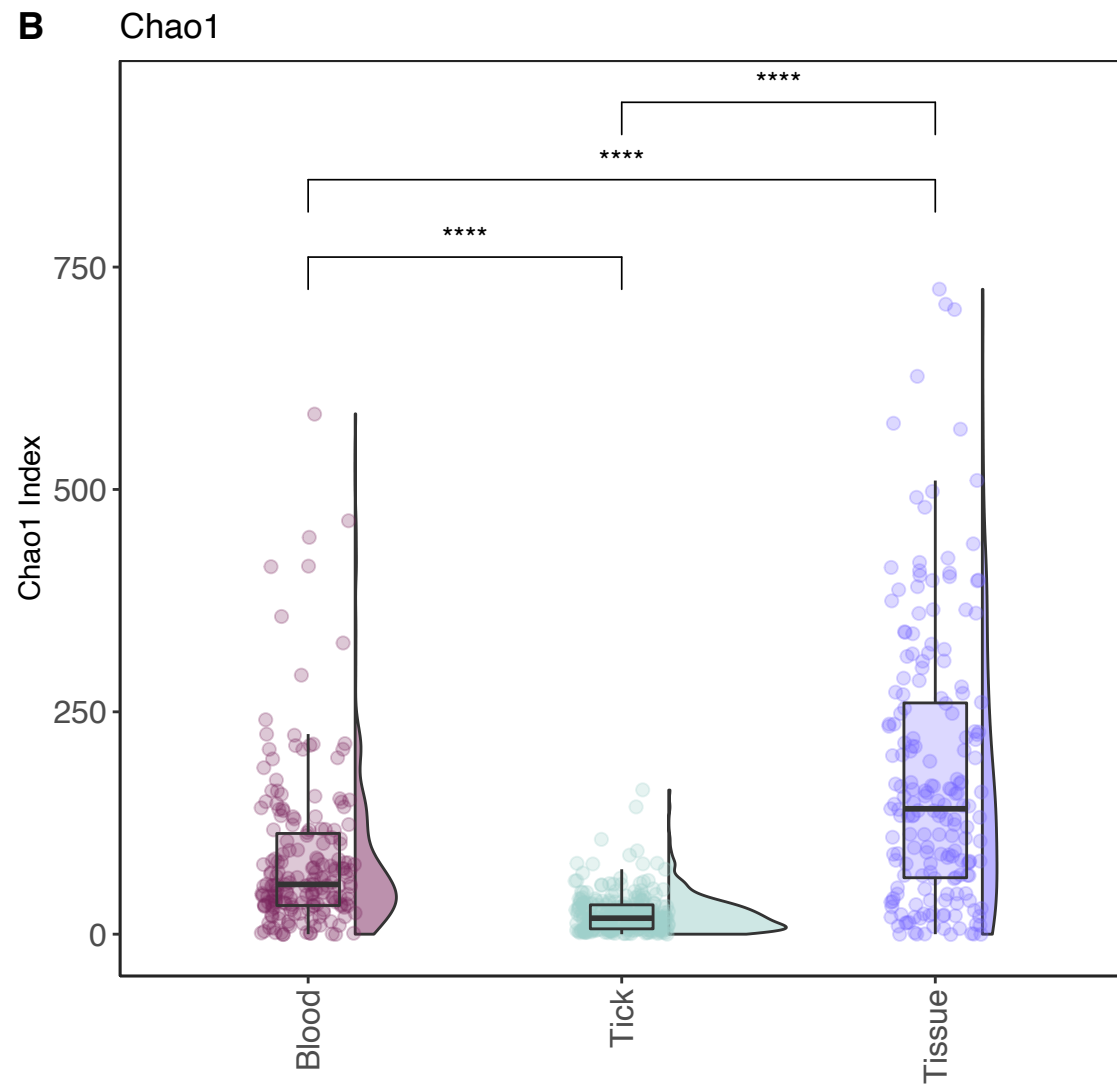 B Chao1
****
****
****
750
500
250
0
Chao1 Index
Blood
Tick
Tissue